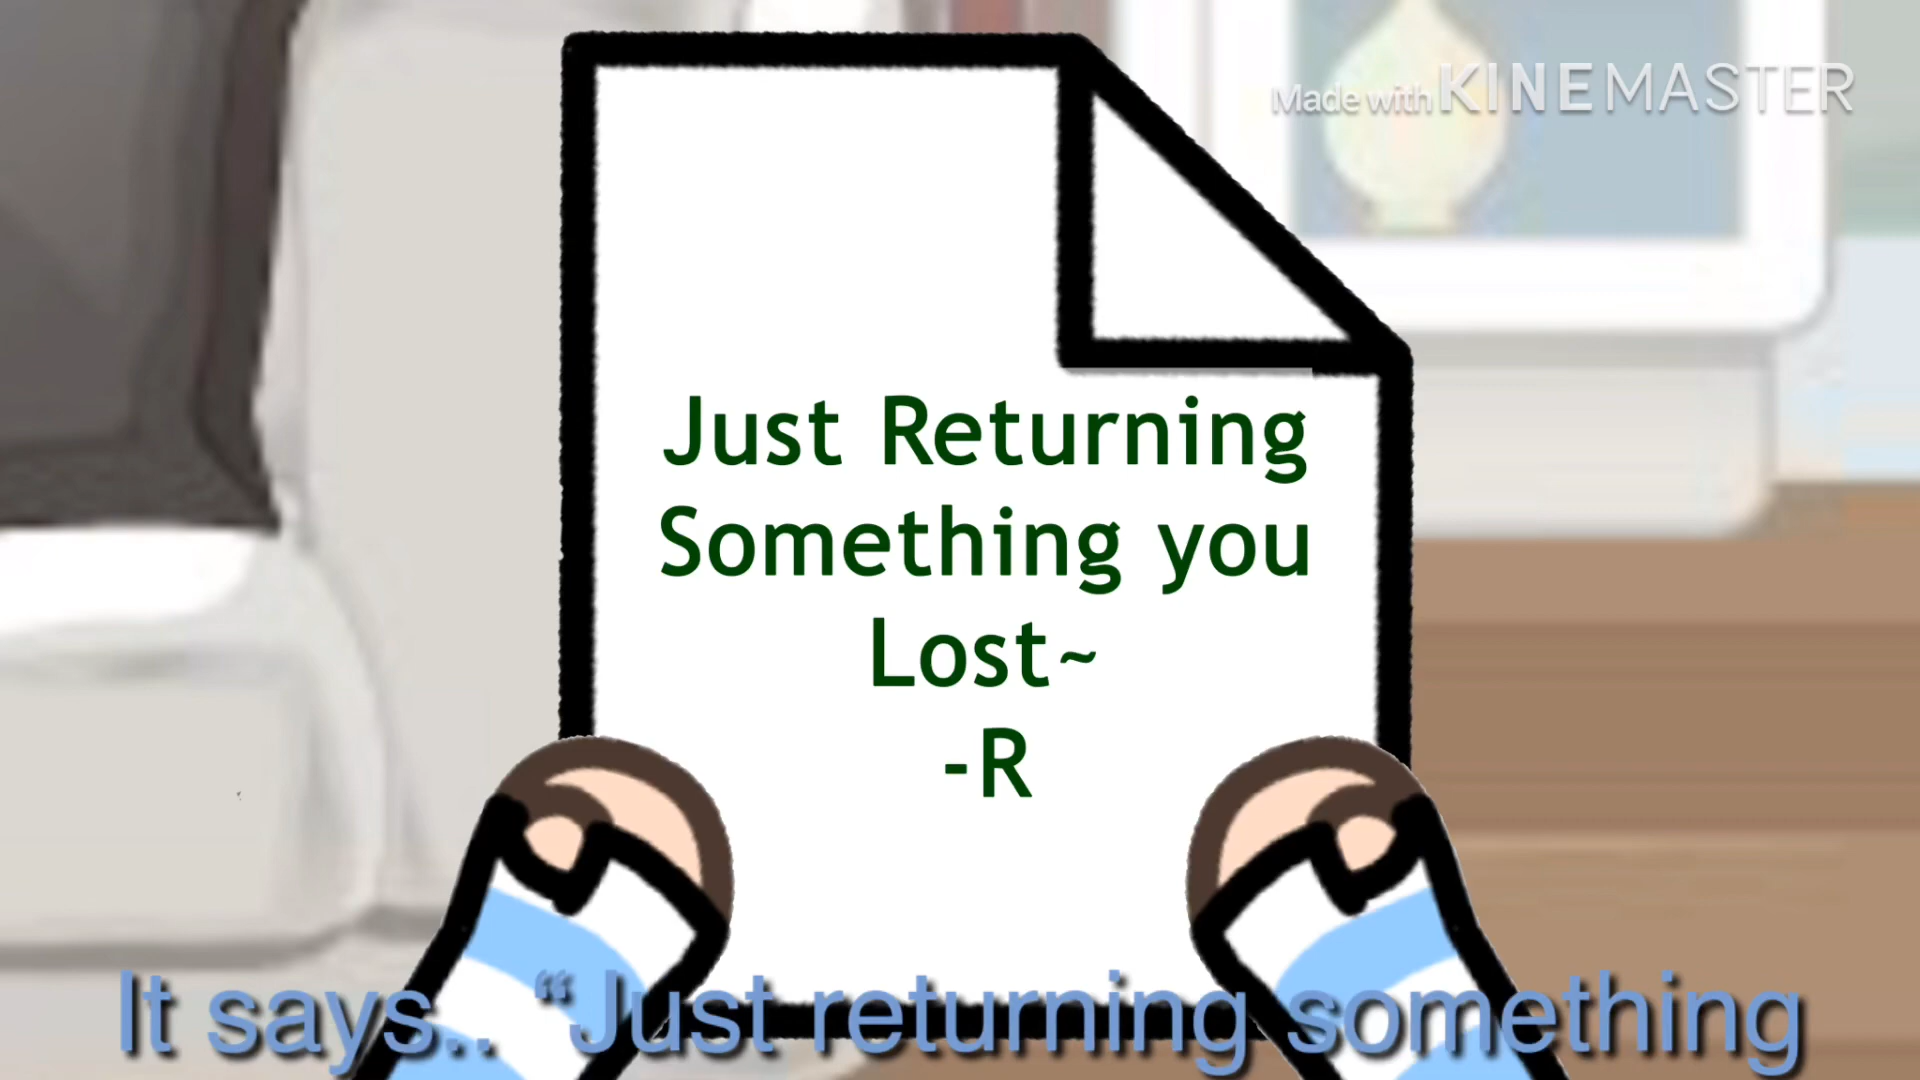 Made with KINEMASTER
Just Returning
Something you
Lost~
-R
It says.. “Just returning something